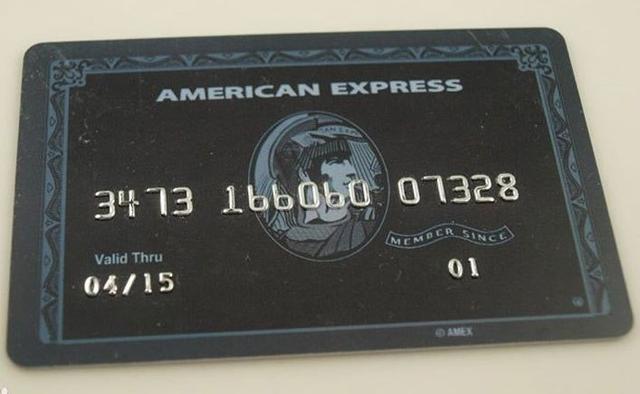 AMERICAN EXPRESS
3473 166060 07328
MEMBER SINCE
Valid Thru
04/15 01
© AMEX